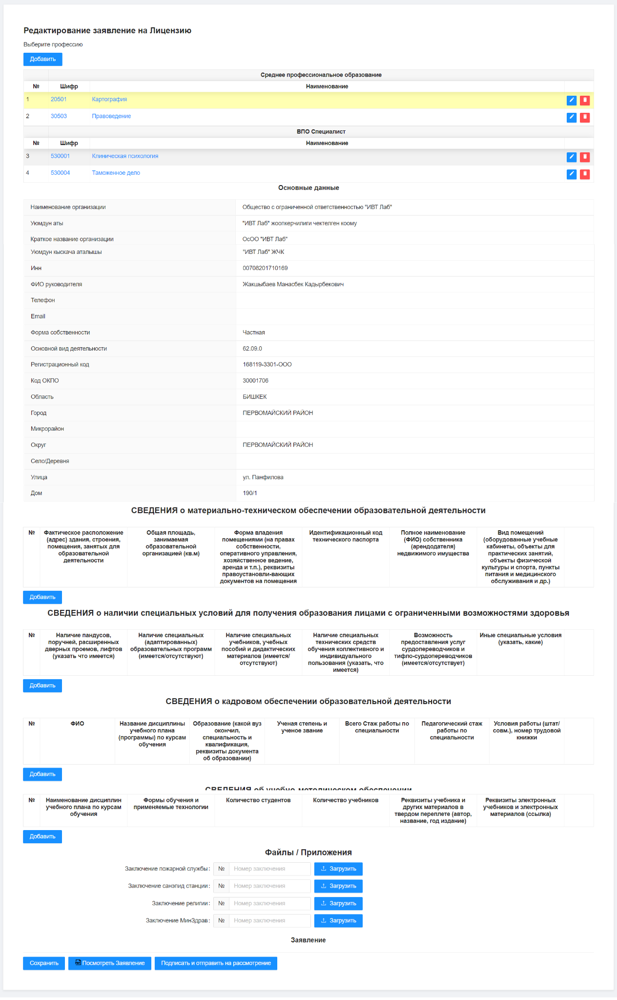 Редактирование заявление на Лицензию
Выберите профессию
Добавить
Среднее профессиональное образование
№ Шифр Наименование
1 20501 Картография
2 30503 Правоведение
ВПО Специалист
№ Шифр Наименование
3 530001 Клиническая психология
4 530004 Таможенное дело
Основные данные
Наименование организации Общество с ограниченной ответственностью "ИВТ Лаб"
Уюмдун аты "ИВТ Лаб" жоопкерчилиги чектелген коому
Краткое название организации ОсОО "ИВТ Лаб"
Уюмдун кыскача аталышы "ИВТ Лаб" ЖЧК
Инн 00708201710169
ФИО руководителя Жакшыбаев Манасбек Кадырбекович
Телефон
Email
Форма собственности Частная
Основной вид деятельности 62.09.0
Регистрационный код 168119-3301-ООО
Код ОКПО 30001706
Область БИШКЕК
Город ПЕРВОМАЙСКИЙ РАЙОН
Микрорайон
Округ ПЕРВОМАЙСКИЙ РАЙОН
Село/Деревня
Улица ул. Панфилова
Дом 190/1
СВЕДЕНИЯ о материально-техническом обеспечении образовательной деятельности
№
Фактическое расположение
(адрес) здания, строения,
помещения, занятых для
образовательной
деятельности
Общая площадь,
занимаемая
образовательной
организацией (кв.м)
Форма владения
помещениями (на правах
собственности,
оперативного управления,
хозяйственное ведение,
аренда и т.п.), реквизиты
правоустановли-вающих
документов на помещения
Идентификационный код
технического паспорта
Полное наименование
(ФИО) собственника
(арендодателя)
недвижимого имущества
Вид помещений
(оборудованные учебные
кабинеты, объекты для
практических занятий,
объекты физической
культуры и спорта, пункты
питания и медицинского
обслуживания и др.)
Добавить
СВЕДЕНИЯ о наличии специальных условий для получения образования лицами с ограниченными возможностями здоровья
№
Наличие пандусов,
поручней, расширенных
дверных проемов, лифтов
(указать что имеется)
Наличие специальных
(адаптированных)
образовательных программ
(имеется/отсутствуют)
Наличие специальных
учебников, учебных
пособий и дидактических
материалов (имеется/
отсутствуют)
Наличие специальных
технических средств
обучения коллективного и
индивидуального
пользования (указать, что
имеется)
Возможность
предоставления услуг
сурдопереводчиков и
тифло-сурдопереводчиков
(имеется/отсутствует)
Иные специальные условия
(указать, какие)
Добавить
СВЕДЕНИЯ о кадровом обеспечении образовательной деятельности
№
ФИО
Название дисциплины
учебного плана
(программы) по курсам
обучения
Образование (какой вуз
окончил,
специальность и
квалификация,
реквизиты документа
об образовании)
Ученая степень и
ученое звание
Всего Стаж работы по
специальности
Педагогический стаж
работы по
специальности
Условия работы (штат/
совм.), номер трудовой
книжки
Добавить
СВЕДЕНИЯ об учебно-методическом обеспечении
№
Наименование дисциплин
учебного плана по курсам
обучения
Формы обучения и
применяемые технологии
Количество студентов
Количество учебников
Реквизиты учебника и
других материалов в
твердом переплете (автор,
название, год издание)
Реквизиты электронных
учебников и электронных
материалов (ссылка)
Добавить
Файлы / Приложения
Заключение пожарной службы: № Номер заключения Загрузить
Заключение санэпид станции: № Номер заключения Загрузить
Заключение религии: № Номер заключения Загрузить
Заключение МинЗдрав: № Номер заключения Загрузить
Заявление
Сохранить PDF Посмотреть Заявление Подписать и отправить на рассмотрение